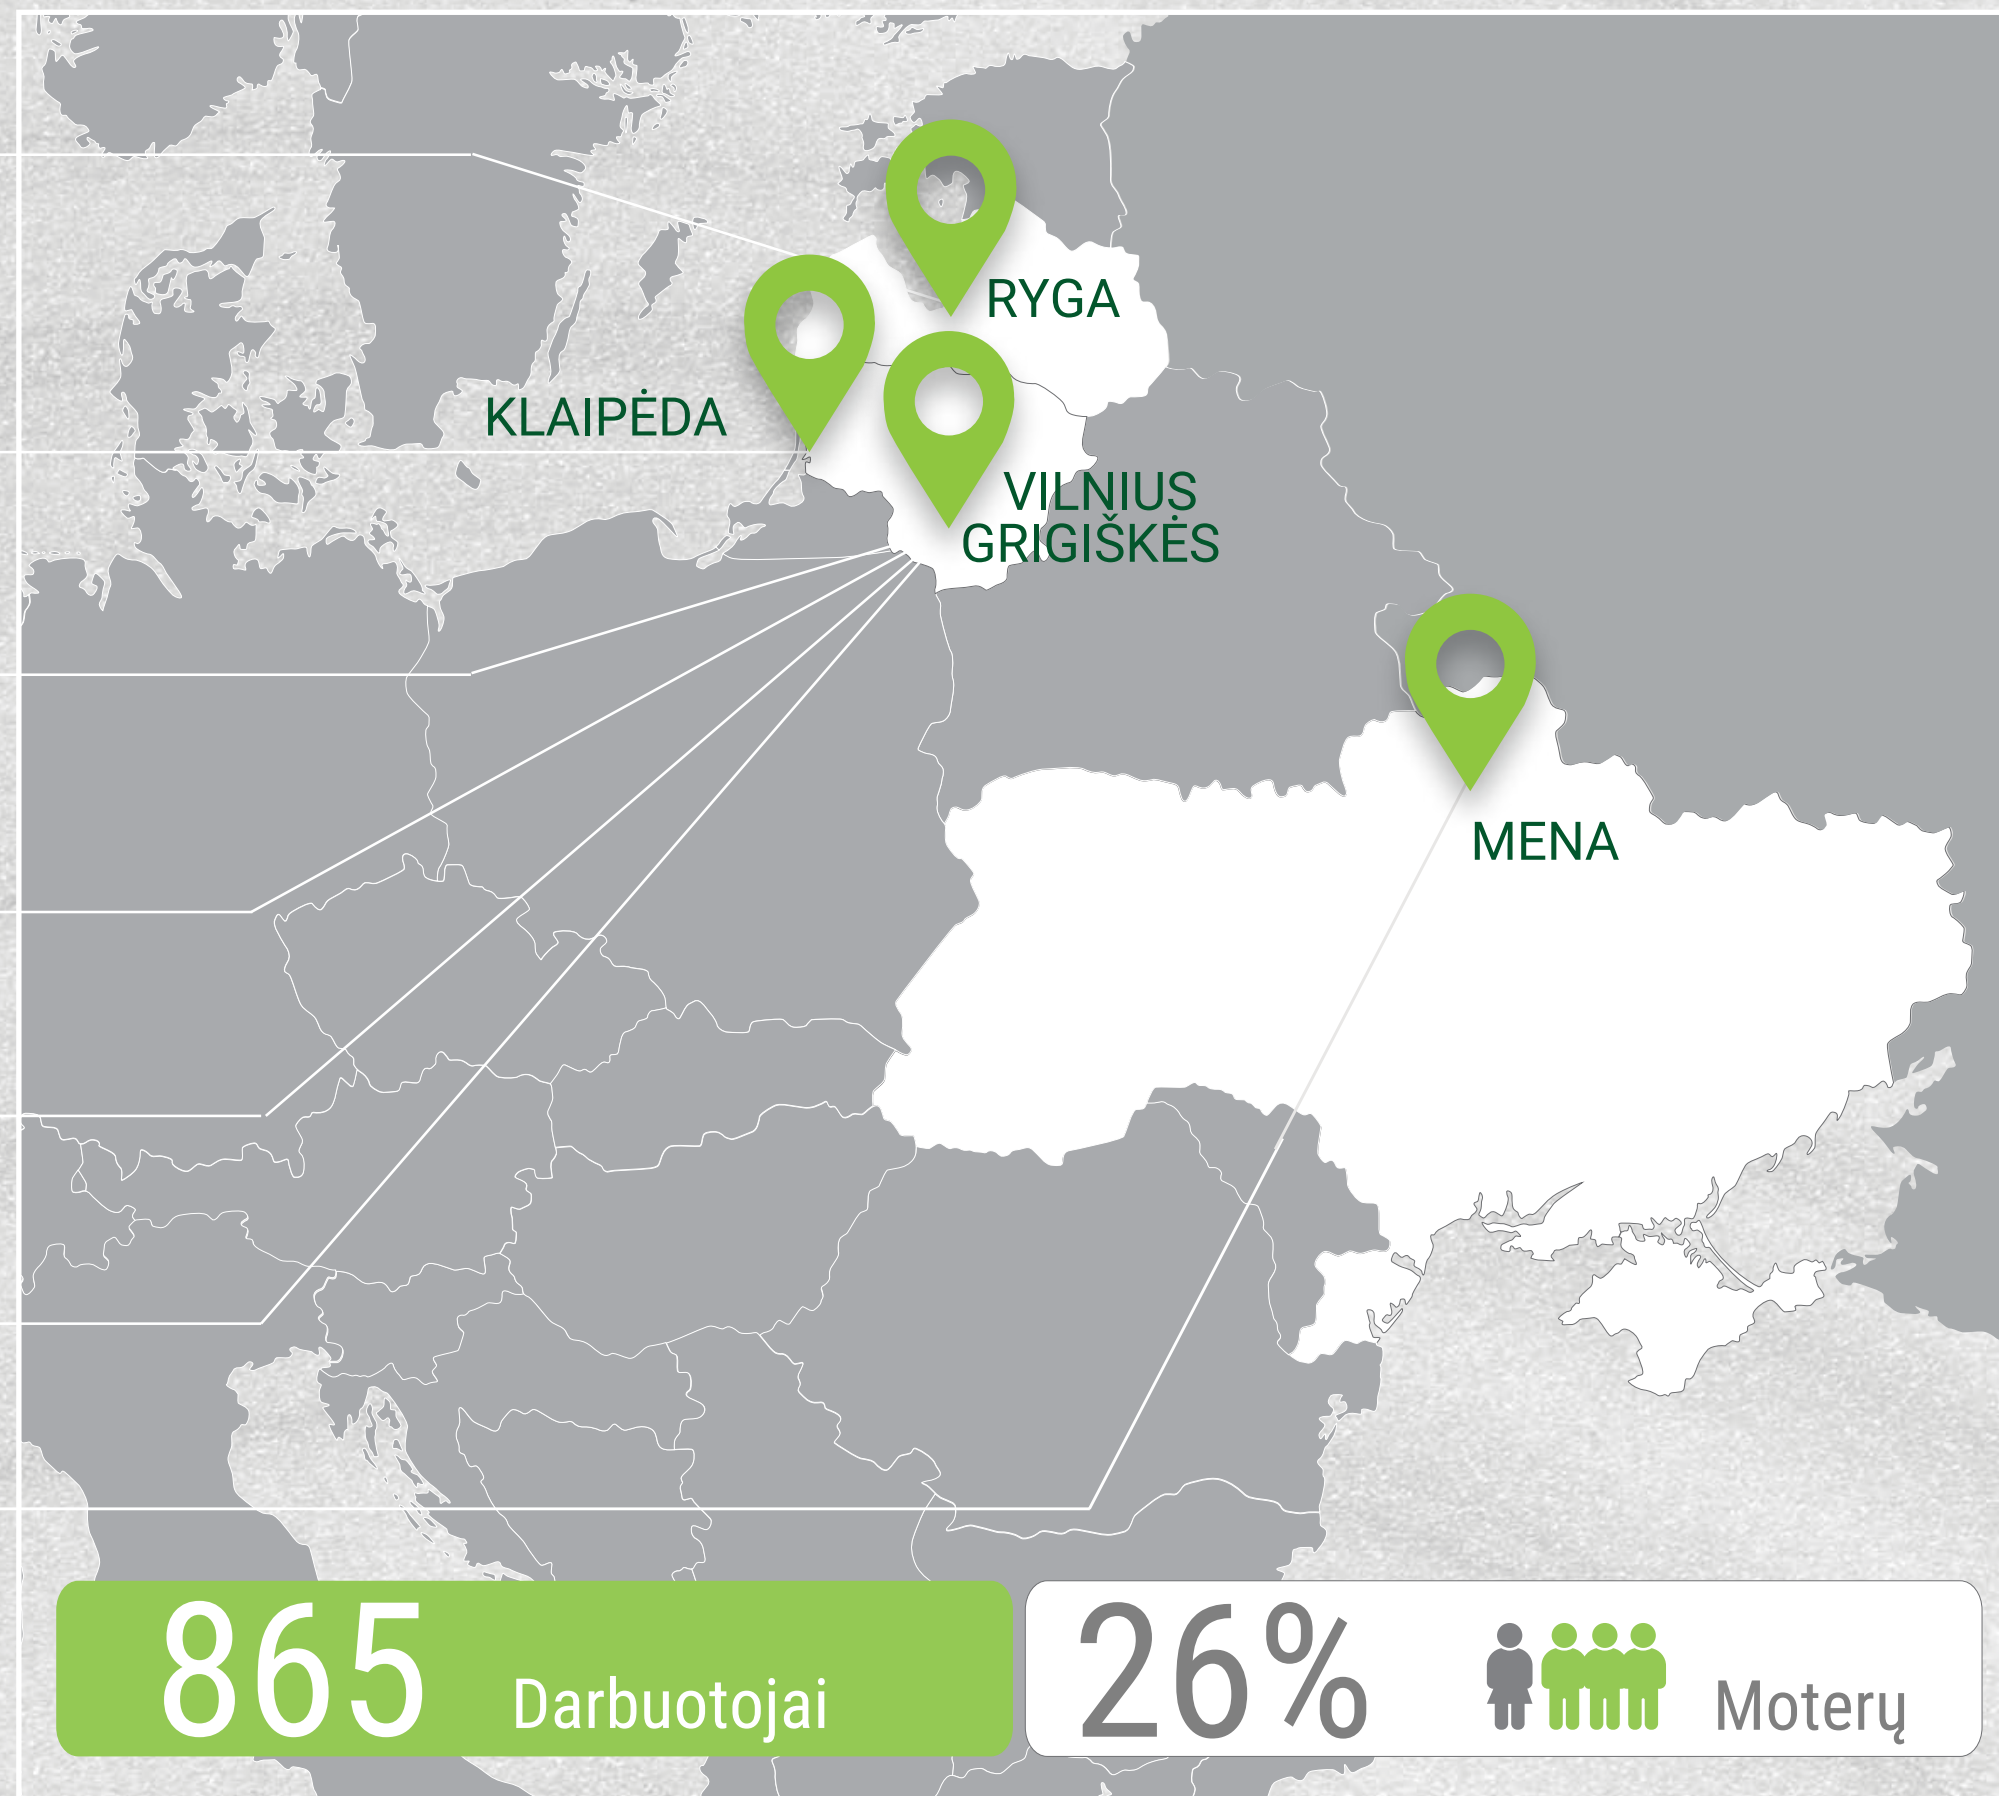 RYGA
KLAIPĖDA
VILNIUS
GRIGIŠKĖS
MENA
865 Darbuotojai
26% Moterų